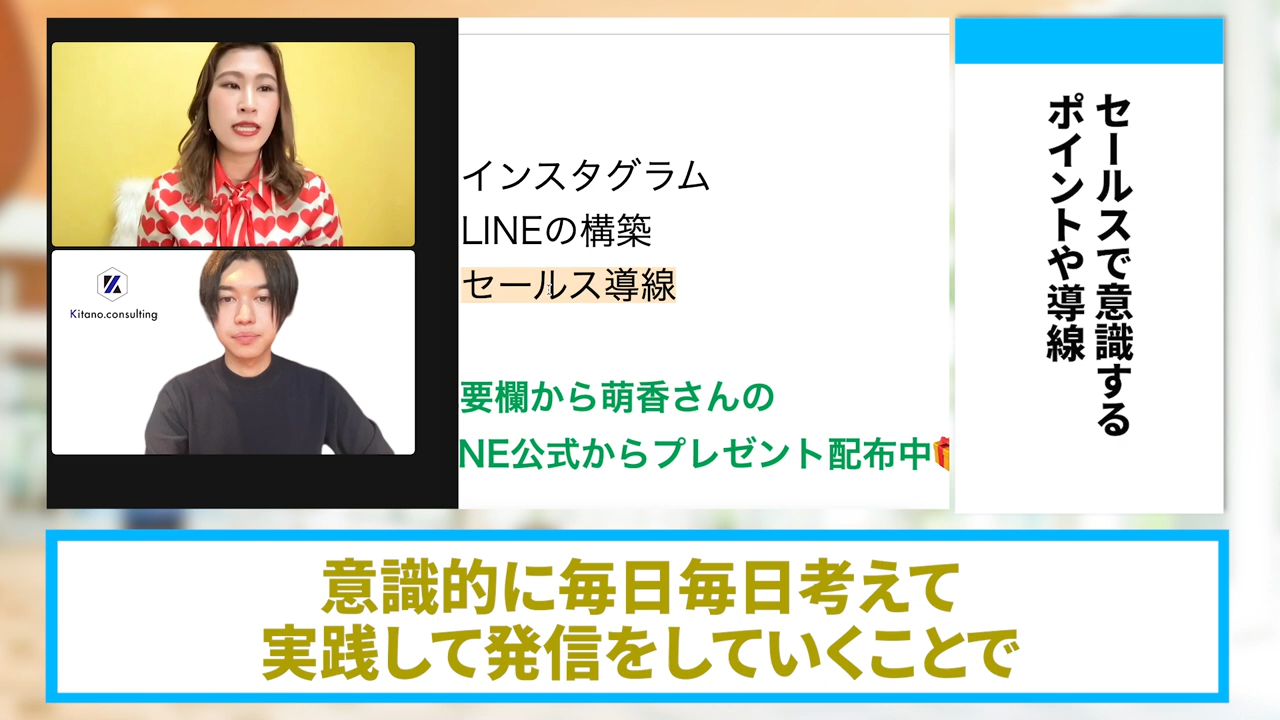 Kitano.consulting
インスタグラム
LINEの構築
セールス導線
要欄から萌香さんの
NE公式からプレゼント配布中🎁
セールスで意識する
ポイントや導線
意識的に毎日毎日考えて
実践して発信をしていくことで